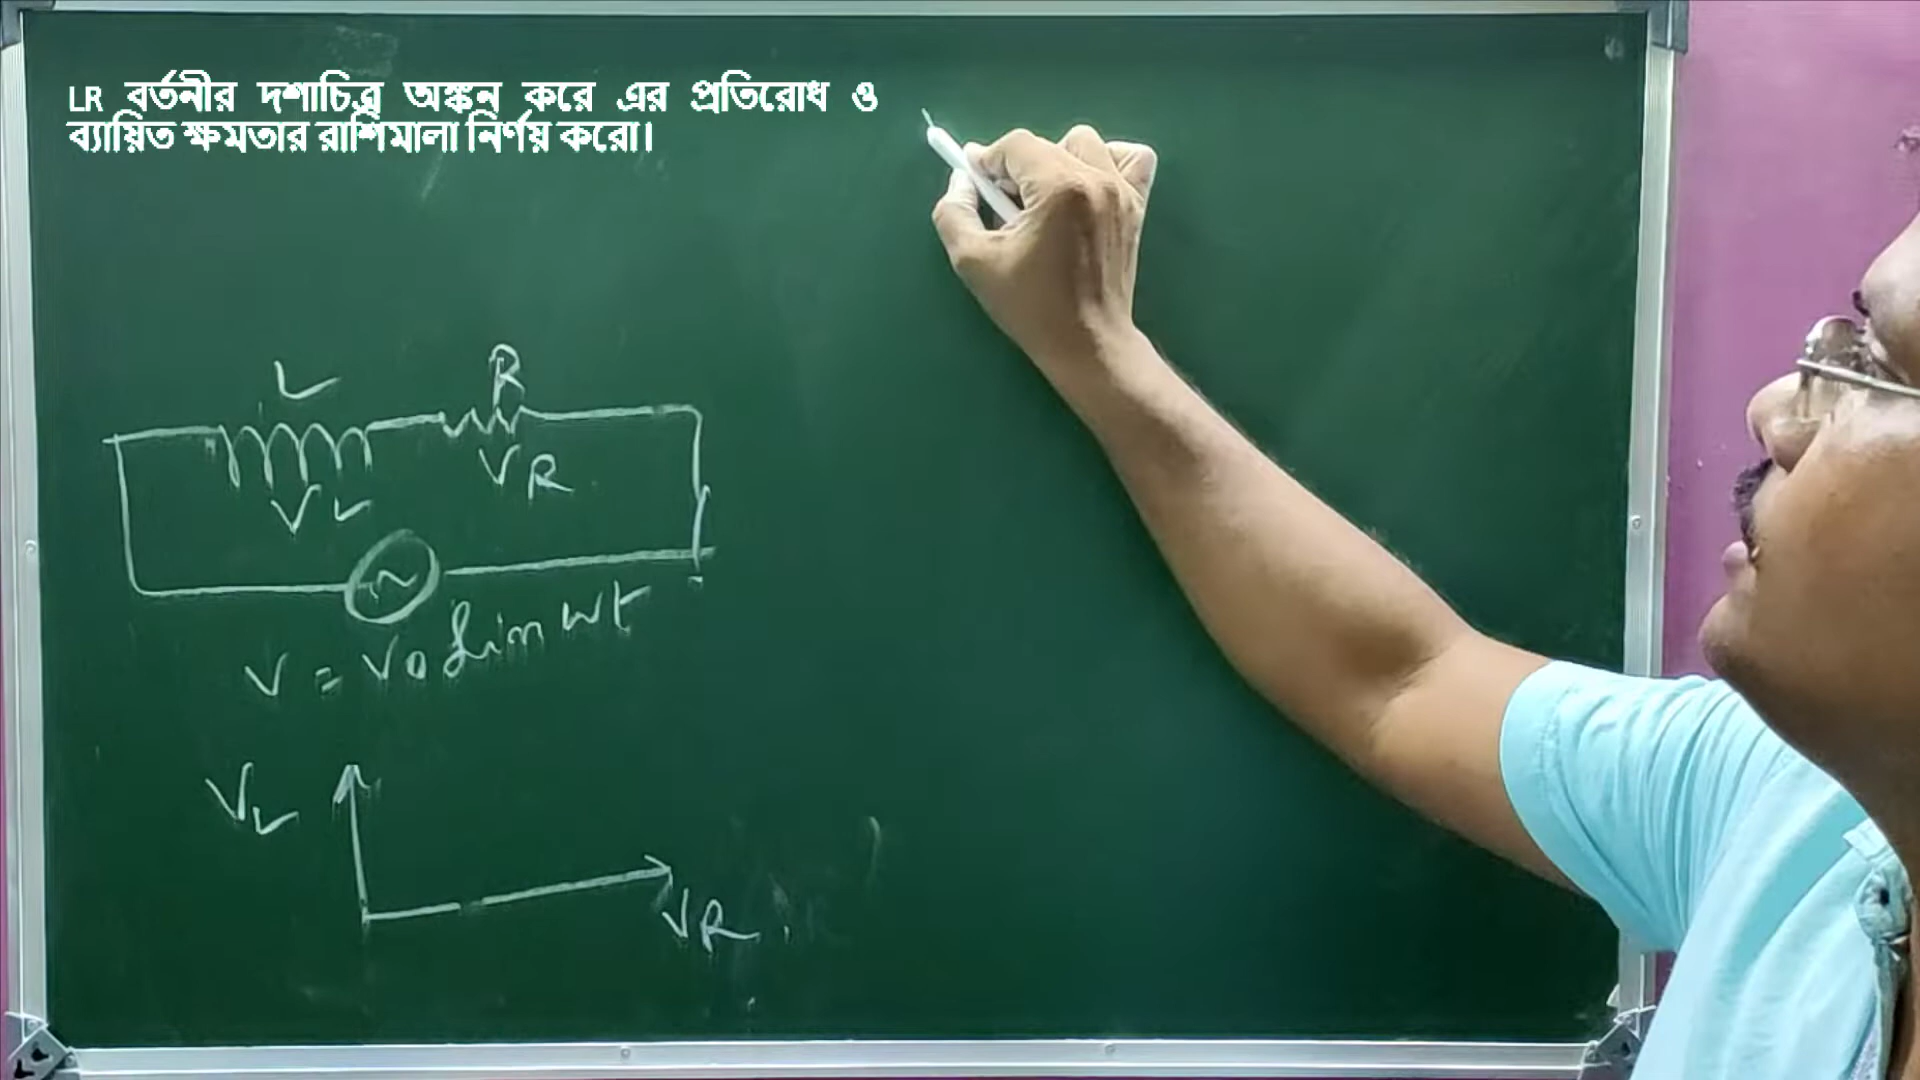 LR বর্তনীর দশাচিত্র অঙ্কন করে এর প্রতিরোধ ও
ব্যায়িত ক্ষমতার রাশিমালা নির্ণয় করো।
L
R
VL
VR
~
V = V0 sin wt
VL
VR